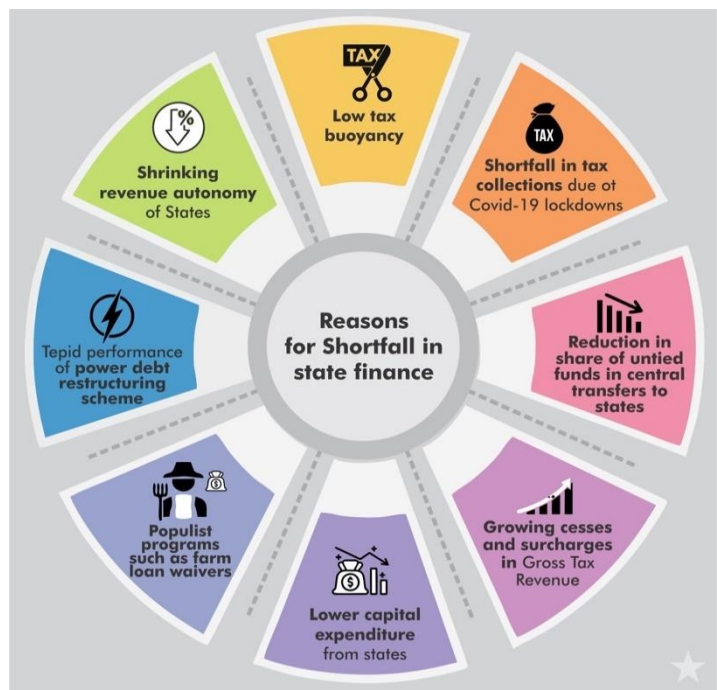 Reasons
for Shortfall in
state finance
TAX
Low tax
buoyancy
TAX
Shortfall in tax
collections due ot
Covid-19 lockdowns
Reduction in
share of untied
funds in central
transfers to
states
Growing cesses
and surcharges
in Gross Tax
Revenue
$
Lower capital
expenditure
from states
$
Populist
programs
such as farm
loan waivers
Tepid performance
of power debt
restructuring
scheme
%
Shrinking
revenue autonomy
of States